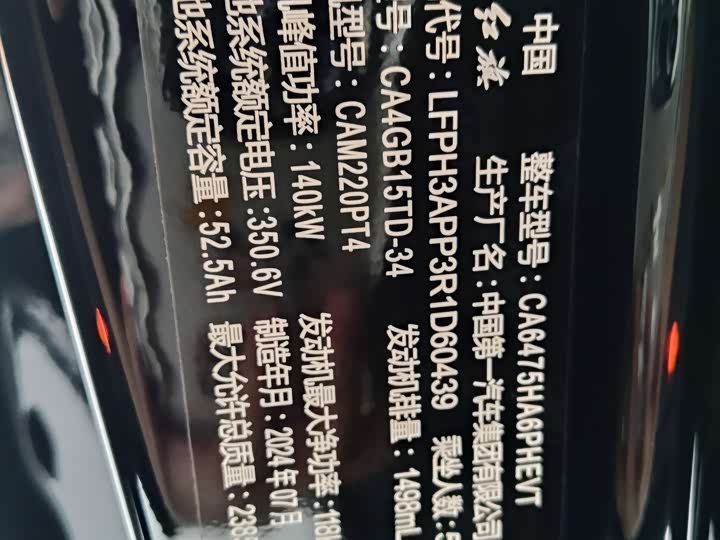 中国 整车型号：CA6475HA6PHEVT
红旗 生产厂名：中国第一汽车集团有限公司
代号：LFPH3APP3R1D60439 乘坐人数：5
号：CA4GB15TD-34 发动机排量：1498mL
型号：CAM220PT4
峰值功率：140kW 发动机最大净功率：118
系统额定电压：350.6V 制造年月：2024年07月
系统额定容量：52.5Ah 最大允许总质量：238